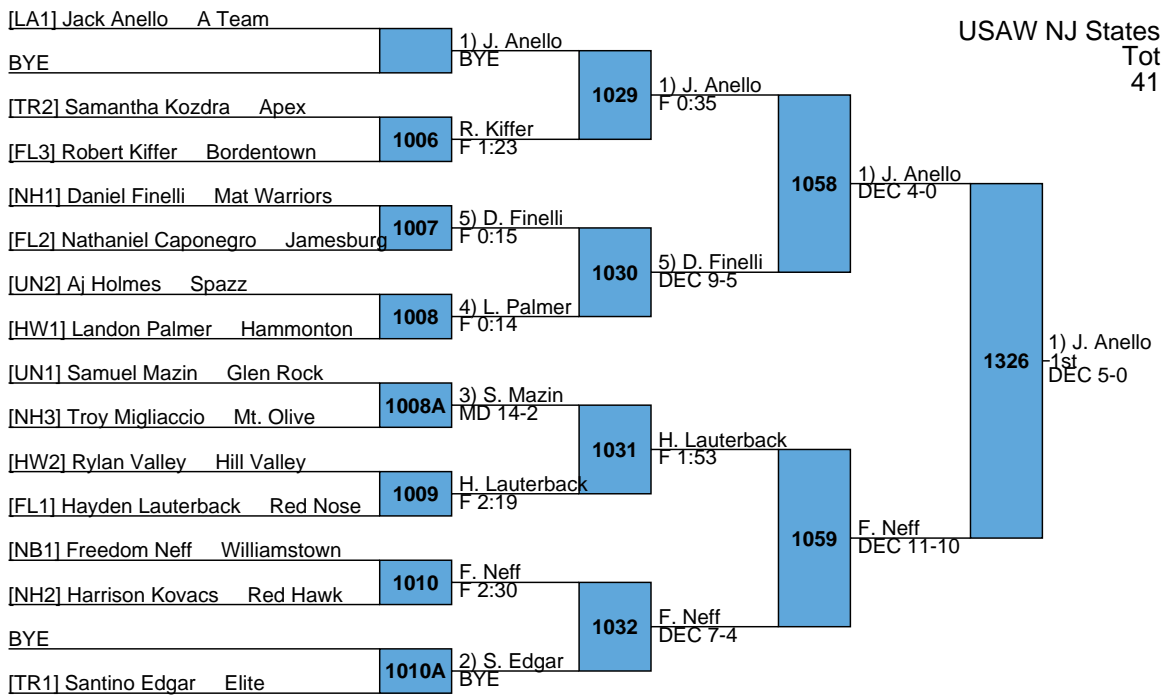 USAW NJ States
Tot
41
[LA1] Jack Anello A Team
BYE
[TR2] Samantha Kozdra Apex
[FL3] Robert Kiffer Bordentown
[NH1] Daniel Finelli Mat Warriors
[FL2] Nathaniel Caponegro Jamesburg
[UN2] Aj Holmes Spazz
[HW1] Landon Palmer Hammonton
[UN1] Samuel Mazin Glen Rock
[NH3] Troy Migliaccio Mt. Olive
[HW2] Rylan Valley Hill Valley
[FL1] Hayden Lauterback Red Nose
[NB1] Freedom Neff Williamstown
[NH2] Harrison Kovacs Red Hawk
BYE
[TR1] Santino Edgar Elite
1006
1007
1008
1008A
1009
1010
1010A
1) J. Anello
BYE
R. Kiffer
F 1:23
5) D. Finelli
F 0:15
4) L. Palmer
F 0:14
3) S. Mazin
MD 14-2
H. Lauterback
F 2:19
F. Neff
F 2:30
2) S. Edgar
BYE
1029
1030
1031
1032
1) J. Anello
F 0:35
5) D. Finelli
DEC 9-5
H. Lauterback
F 1:53
F. Neff
DEC 7-4
1058
1059
1) J. Anello
DEC 4-0
F. Neff
DEC 11-10
1326
1) J. Anello
1st
DEC 5-0